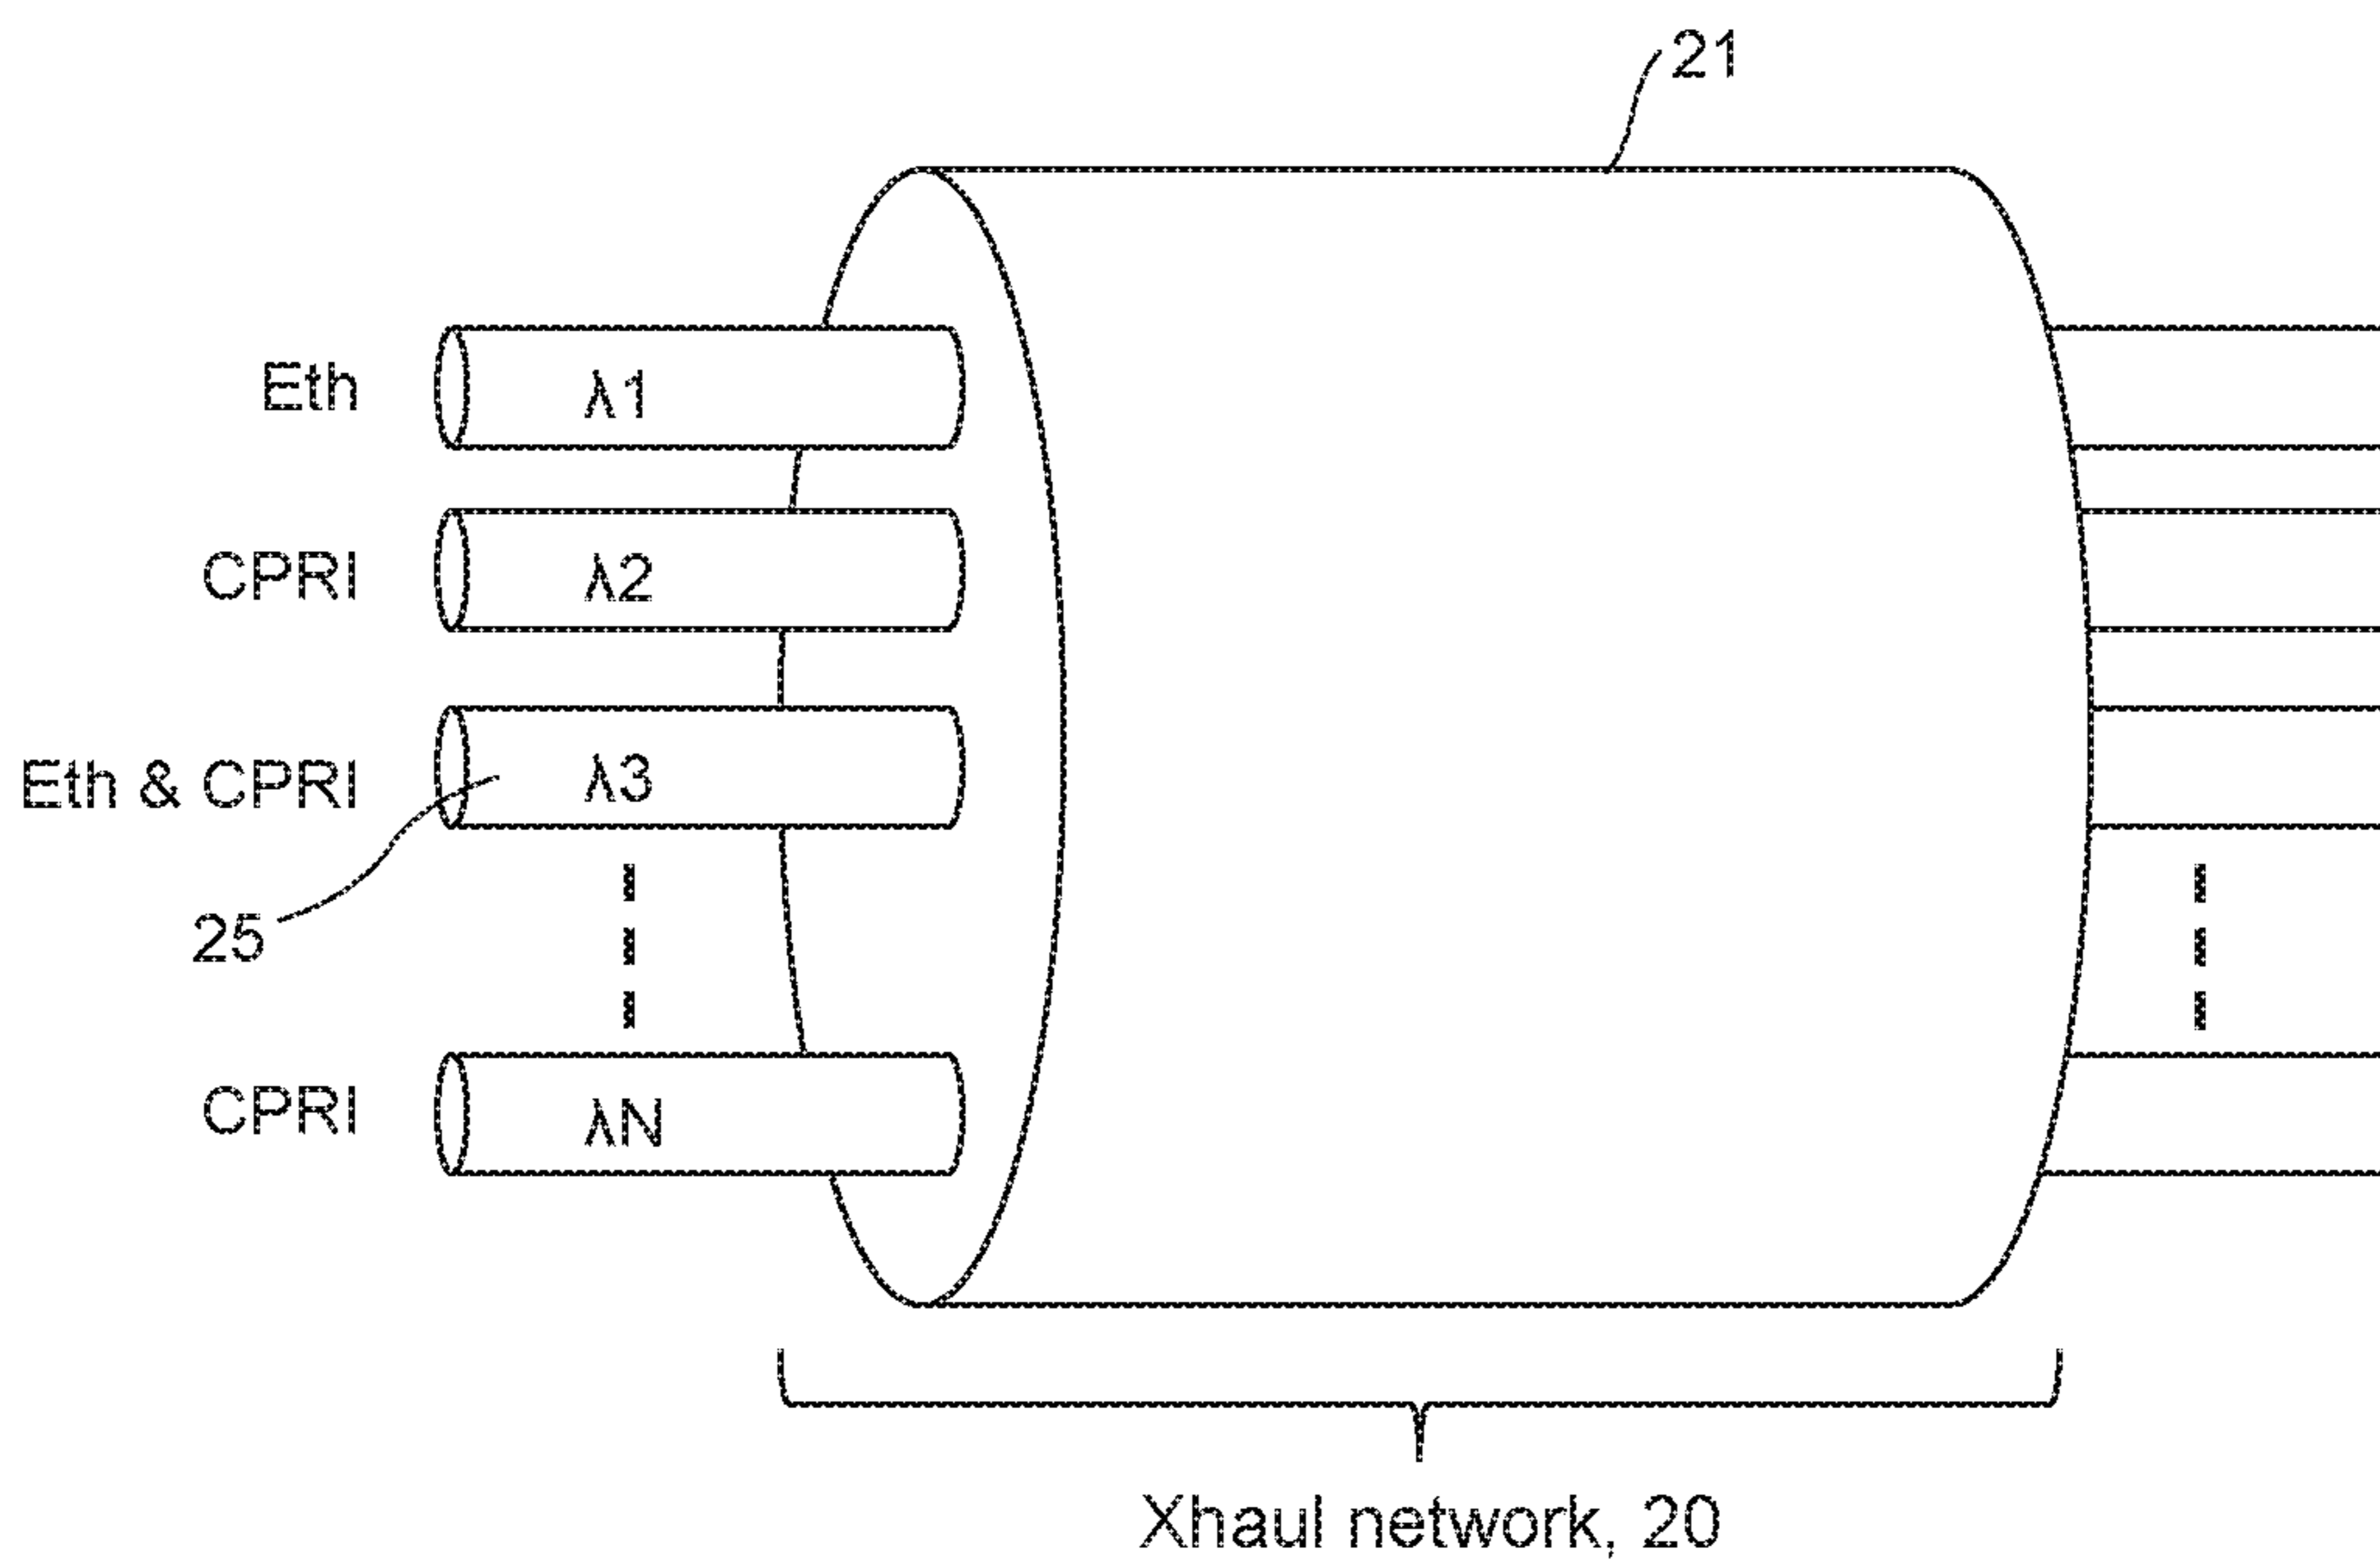 21
Eth
λ1
CPRI
λ2
Eth & CPRI
λ3
25
CPRI
λN
Xhaul network, 20